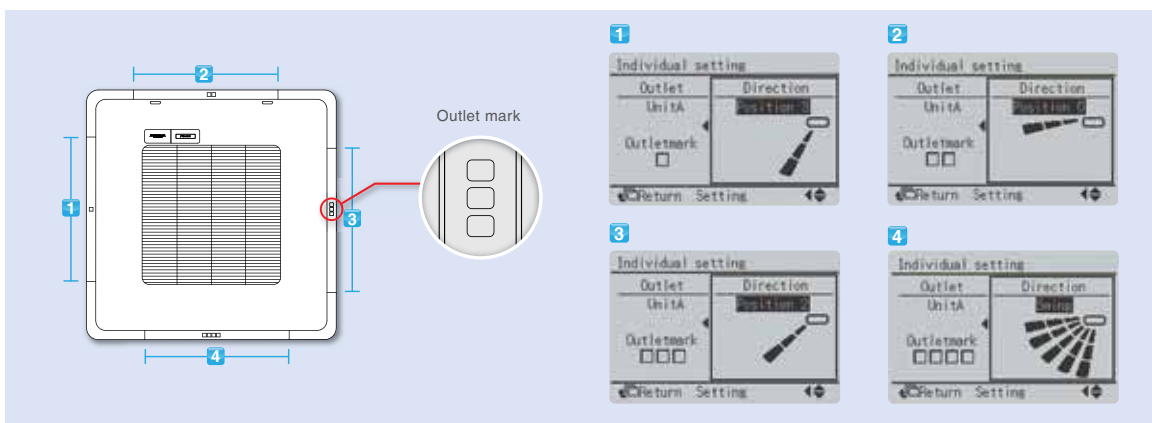 2
1
3
4
Outlet mark
1
Individual setting
Outlet
Direction
UnitA
Position 3
Outletmark
Return Setting
2
Individual setting
Outlet
Direction
UnitA
Position 0
Outletmark
Return Setting
3
Individual setting
Outlet
Direction
UnitA
Position 2
Outletmark
Return Setting
4
Individual setting
Outlet
Direction
UnitA
Swing
Outletmark
Return Setting